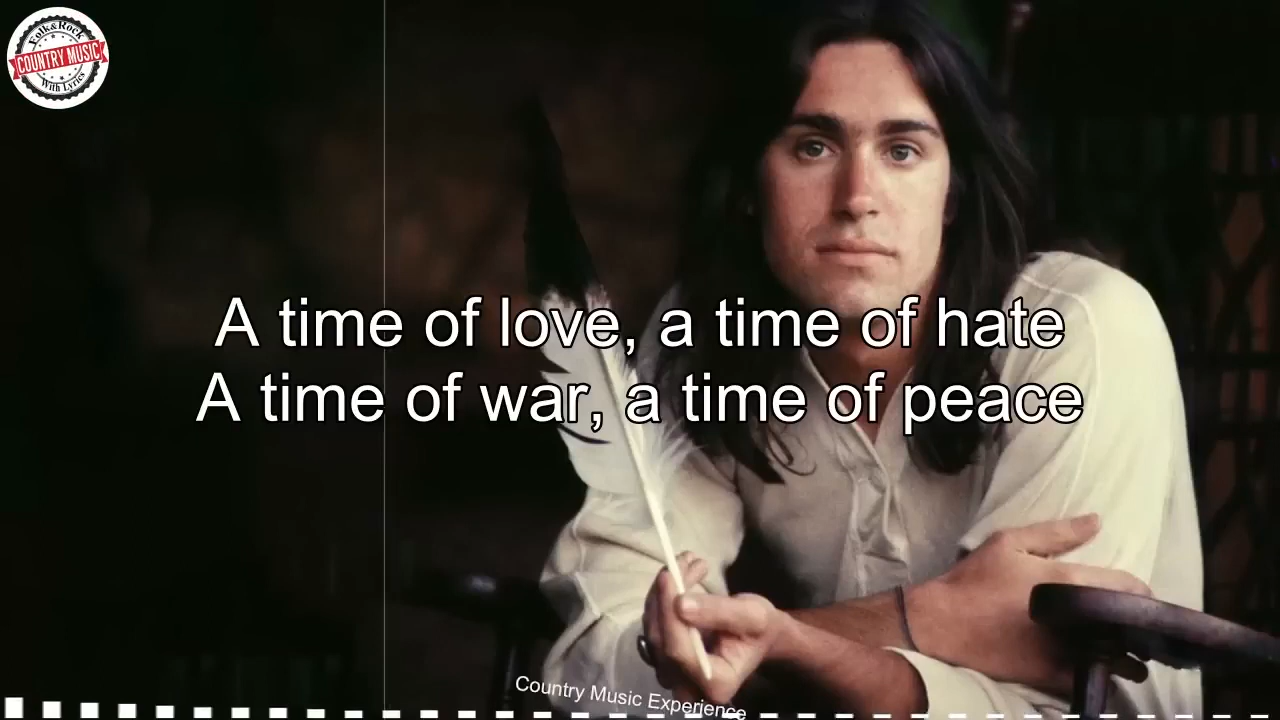 Folk&Rock
COUNTRY MUSIC
With Lyrics
A time of love, a time of hate
A time of war, a time of peace
Country Music Experience